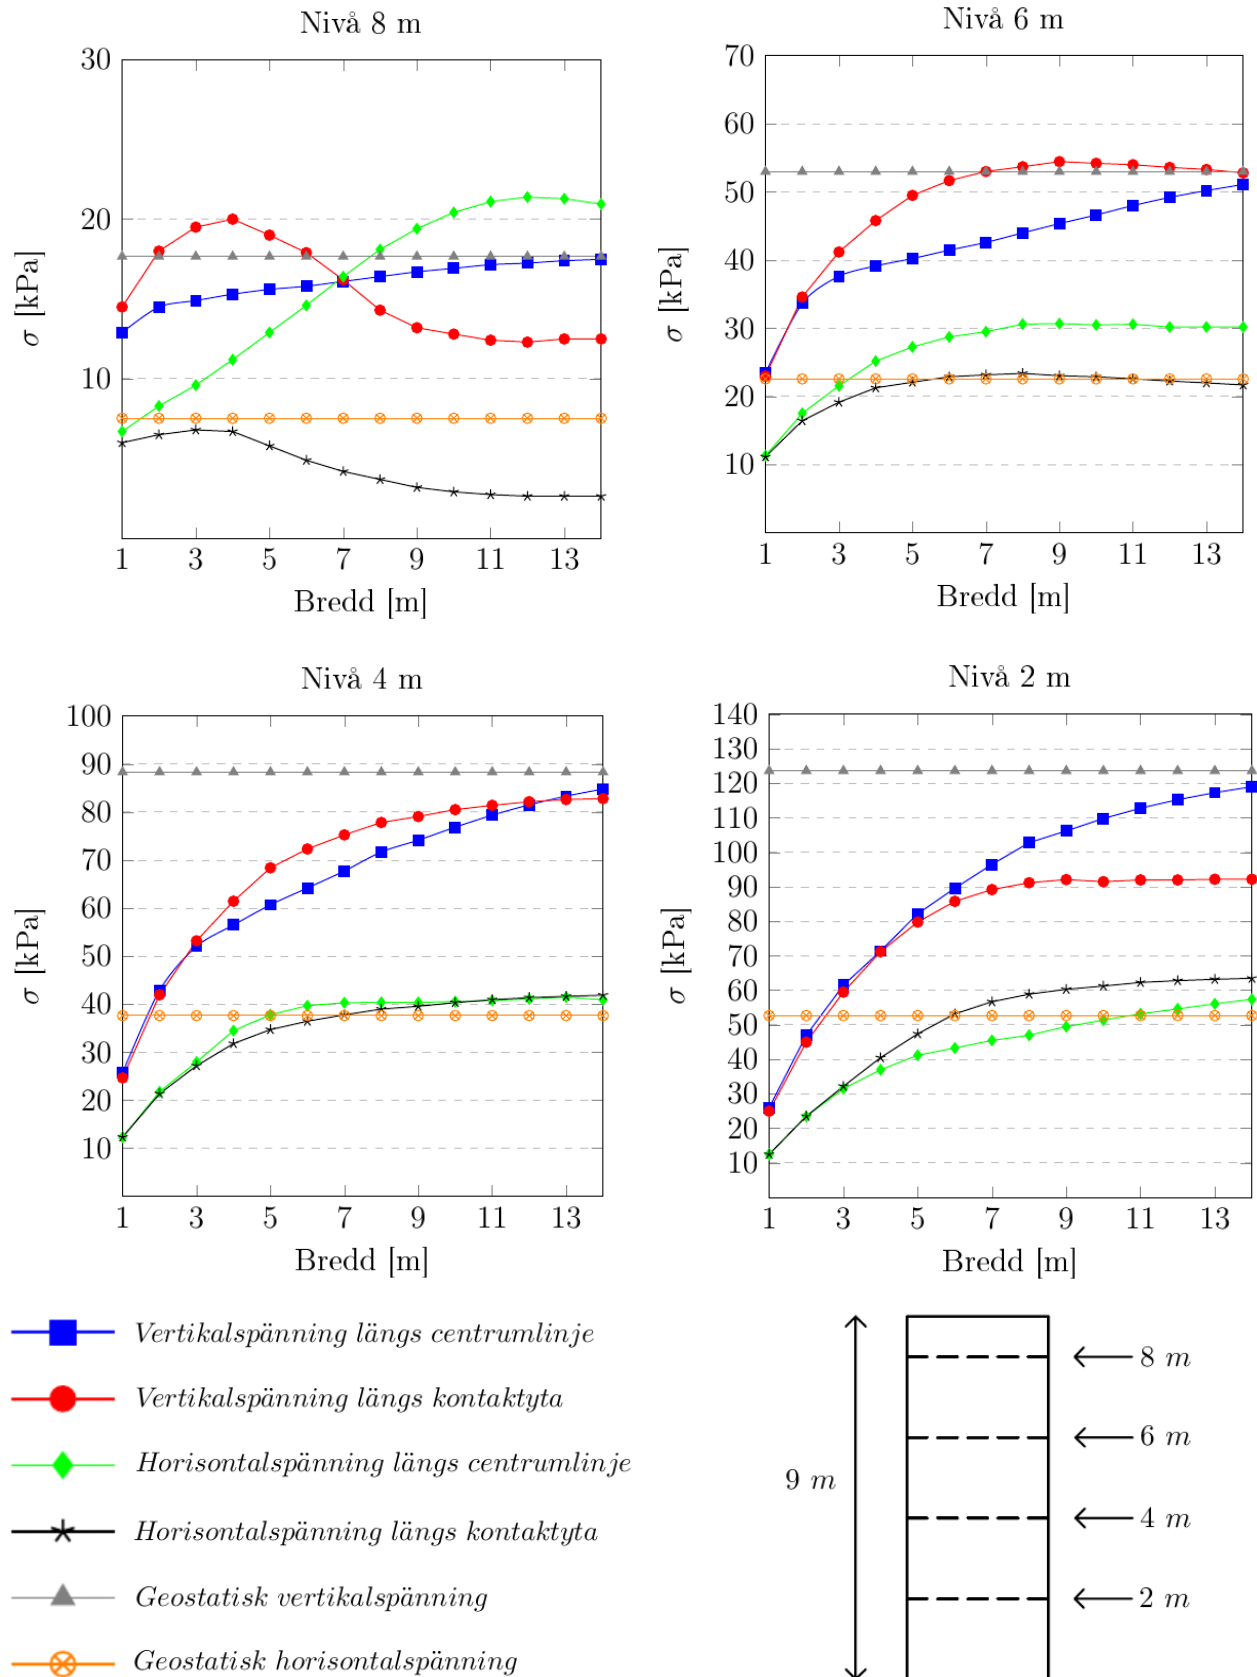 Nivå 8 m
30
20
10
σ [kPa]
1 3 5 7 9 11 13
Bredd [m]
Nivå 6 m
70
60
50
40
30
20
10
σ [kPa]
1 3 5 7 9 11 13
Bredd [m]
Nivå 4 m
100
90
80
70
60
50
40
30
20
10
σ [kPa]
1 3 5 7 9 11 13
Bredd [m]
Nivå 2 m
140
130
120
110
100
90
80
70
60
50
40
30
20
10
σ [kPa]
1 3 5 7 9 11 13
Bredd [m]
Vertikalspänning längs centrumlinje
Vertikalspänning längs kontaktyta
Horisontalspänning längs centrumlinje
Horisontalspänning längs kontaktyta
Geostatisk vertikalspänning
Geostatisk horisontalspänning
9 m
8 m
6 m
4 m
2 m